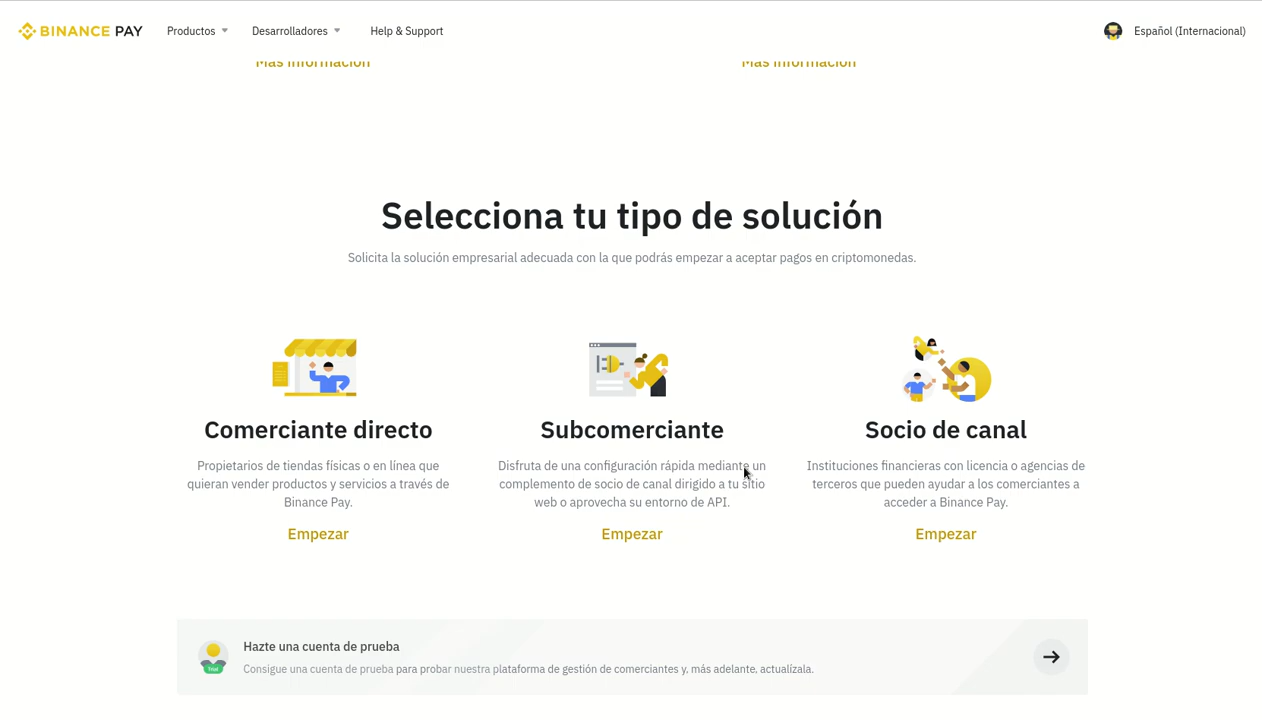 BINANCE PAY Productos Desarrolladores Help & Support Español (Internacional)
Más información Más información
Selecciona tu tipo de solución
Solicita la solución empresarial adecuada con la que podrás empezar a aceptar pagos en criptomonedas.
Comerciante directo
Propietarios de tiendas físicas o en línea que
quieran vender productos y servicios a través de
Binance Pay.
Empezar
Subcomerciante
Disfruta de una configuración rápida mediante un
complemento de socio de canal dirigido a tu sitio
web o aprovecha su entorno de API.
Empezar
Socio de canal
Instituciones financieras con licencia o agencias de
terceros que pueden ayudar a los comerciantes a
acceder a Binance Pay.
Empezar
Hazte una cuenta de prueba
Trial
Consigue una cuenta de prueba para probar nuestra plataforma de gestión de comerciantes y, más adelante, actualízala.